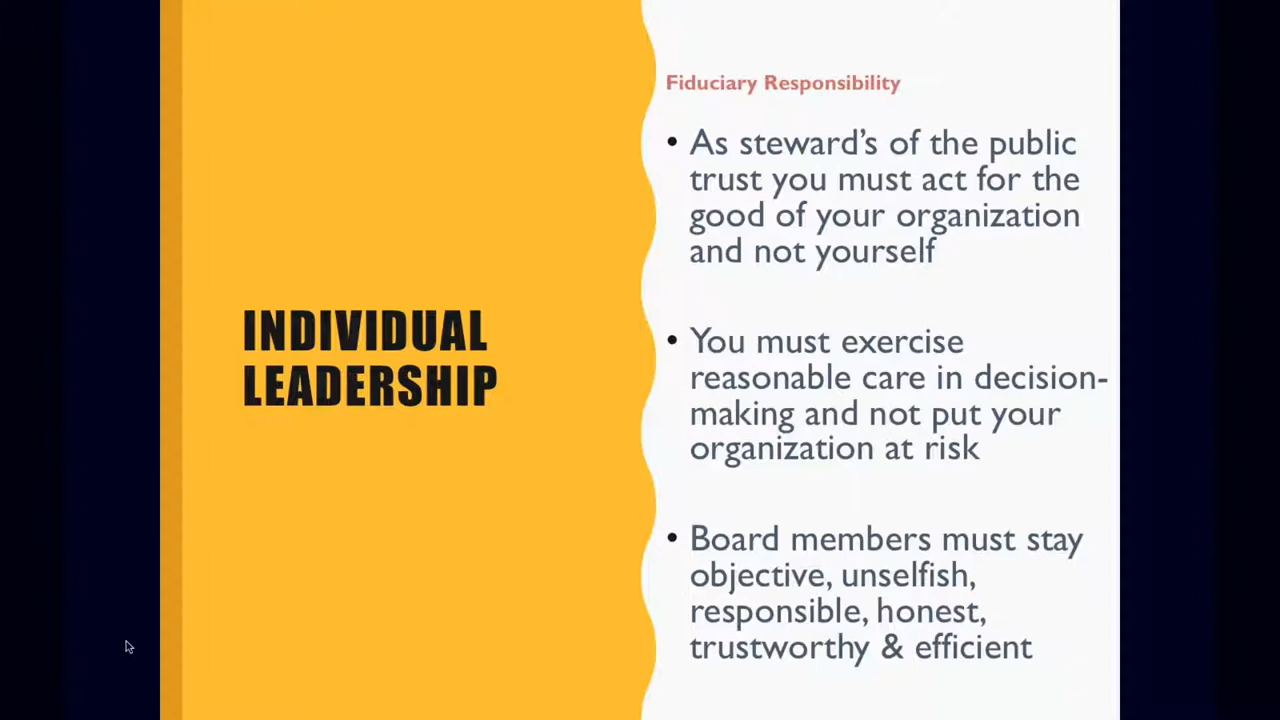 INDIVIDUAL
LEADERSHIP
Fiduciary Responsibility
• As steward's of the public
trust you must act for the
good of your organization
and not yourself
• You must exercise
reasonable care in decision-
making and not put your
organization at risk
• Board members must stay
objective, unselfish,
responsible, honest,
trustworthy & efficient